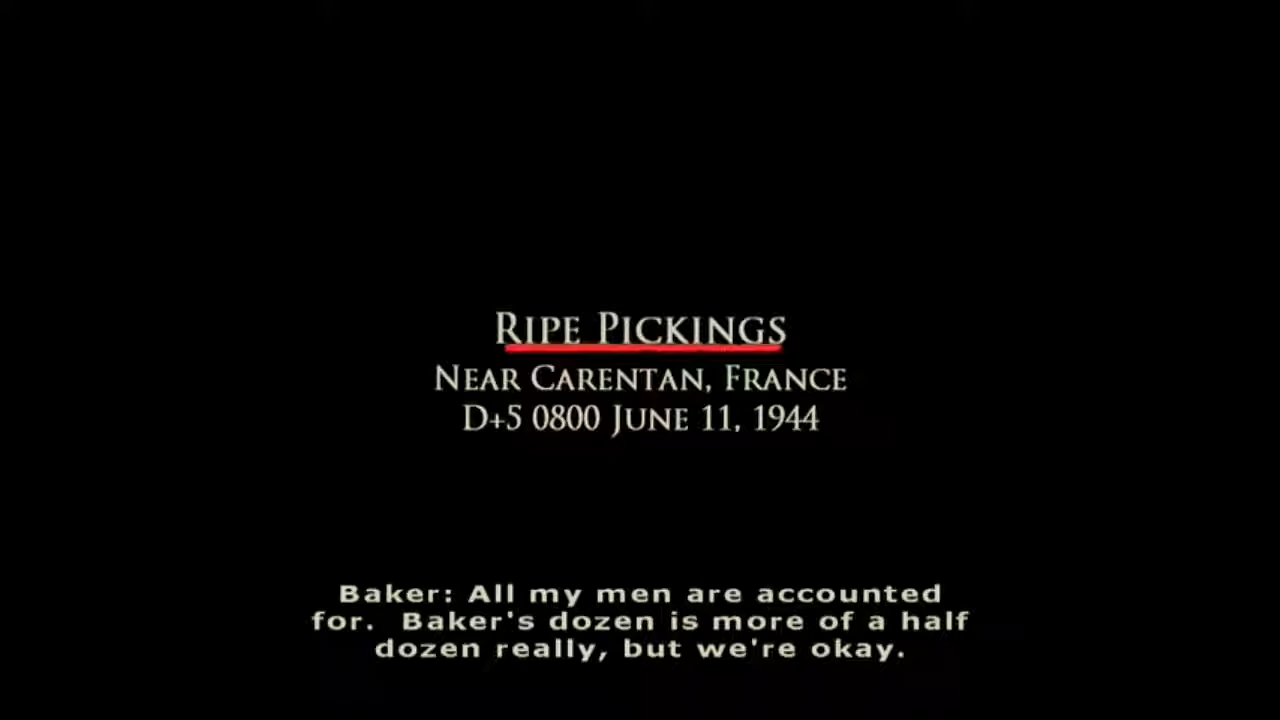 Ripe Pickings
Near Carentan, France
D+5 0800 June 11, 1944
Baker: All my men are accounted
for.  Baker's dozen is more of a half
dozen really, but we're okay.